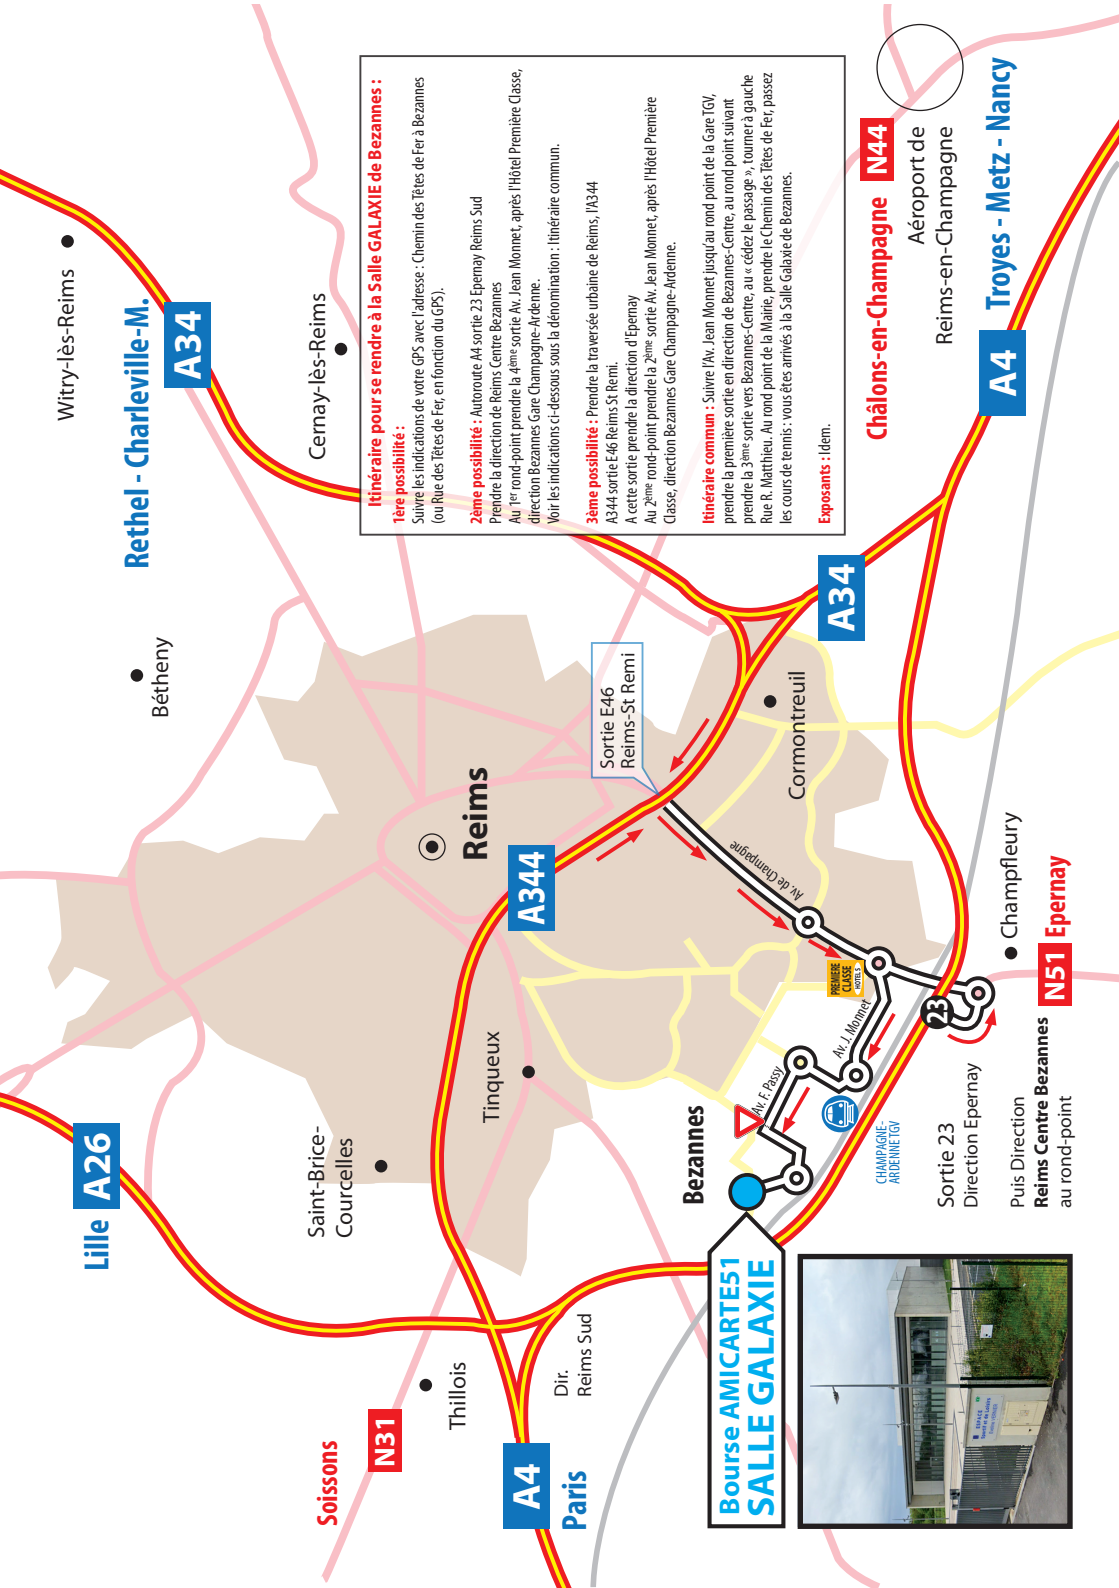 Itinéraire pour se rendre à la Salle GALAXIE de Bezannes :
1ère possibilité :
Suivre les indications de votre GPS avec l'adresse : Chemin des Têtes de Fer à Bezannes
(ou Rue des Têtes de Fer, en fonction du GPS).
2ème possibilité : Autoroute A4 sortie 23 Epernay Reims Sud
Prendre la direction de Reims Centre Bezannes
Au 1er rond-point prendre la 4ème sortie Av. Jean Monnet, après l'Hôtel Première Classe,
direction Bezannes Gare Champagne-Ardenne.
Voir les indications ci-dessous sous la dénomination : Itinéraire commun.
3ème possibilité : Prendre la traversée urbaine de Reims, l'A344
A344 sortie E46 Reims St Remi.
A cette sortie prendre la direction d'Epernay
Au 2ème rond-point prendre la 2ème sortie Av. Jean Monnet, après l'Hôtel Première
Classe, direction Bezannes Gare Champagne-Ardenne.
Itinéraire commun : Suivre l'Av. Jean Monnet jusqu'au rond point de la Gare TGV,
prendre la première sortie en direction de Bezannes-Centre, au rond point suivant
prendre la 3ème sortie vers Bezannes-Centre, au « cédez le passage », tourner à gauche
Rue R. Matthieu. Au rond point de la Mairie, prendre le Chemin des Têtes de Fer, passez
les cours de tennis : vous êtes arrivés à la Salle Galaxie de Bezannes.
Exposants : Idem.
Witry-lès-Reims
Rethel - Charleville-M.
A34
Cernay-lès-Reims
Bétheny
Reims
A344
Sortie E46
Reims-St Remi
Cormontreuil
A34
Châlons-en-Champagne
N44
Aéroport de
Reims-en-Champagne
A4
Troyes - Metz - Nancy
Lille
A26
Saint-Brice-
Courcelles
Tinqueux
Soissons
N31
Thillois
A4
Paris
Dir.
Reims Sud
Bezannes
Av. de Champagne
PREMIERE
CLASSE
HOTELS
Av. J. Monnet
Av. F. Passy
CHAMPAGNE-
ARDENNE TGV
23
Champfleury
N51
Epernay
Sortie 23
Direction Epernay
Puis Direction
Reims Centre Bezannes
au rond-point
Bourse AMICARTE51
SALLE GALAXIE
ESPACE